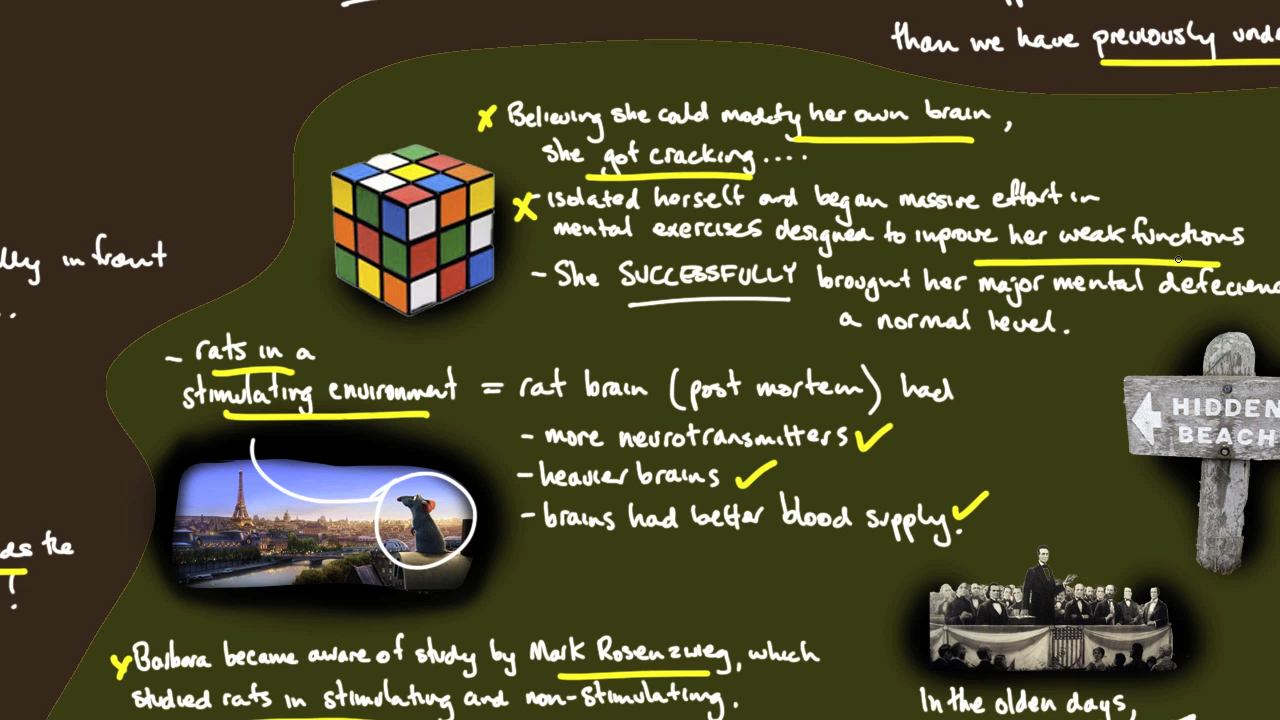 than we have previously
Believing she could modify her own brain,
she got cracking....
- isolated herself and began massive effort in
mental exercises designed to improve her weak functions
- She SUCCESSFULLY brought her major mental
a normal level.
in front
..
- rats in a
stimulating environment = rat brain (post mortem) had
- more neurotransmitters
- heavier brains
- brains had better blood supply!
HIDDEN
BEACH
the
!
Barbara became aware of study by Mark Rosenzweig, which
studied rats in stimulating and non-stimulating.
In the olden days,